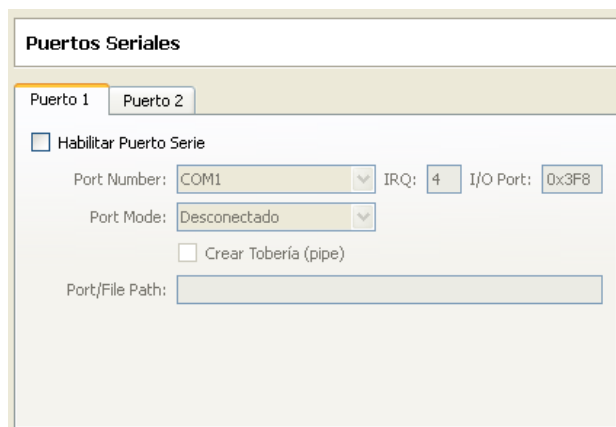 Puertos Seriales
Puerto 1 Puerto 2
Habilitar Puerto Serie
Port Number: COM1 IRQ: 4 I/O Port: 0x3F8
Port Mode: Desconectado
Crear Tobería (pipe)
Port/File Path: